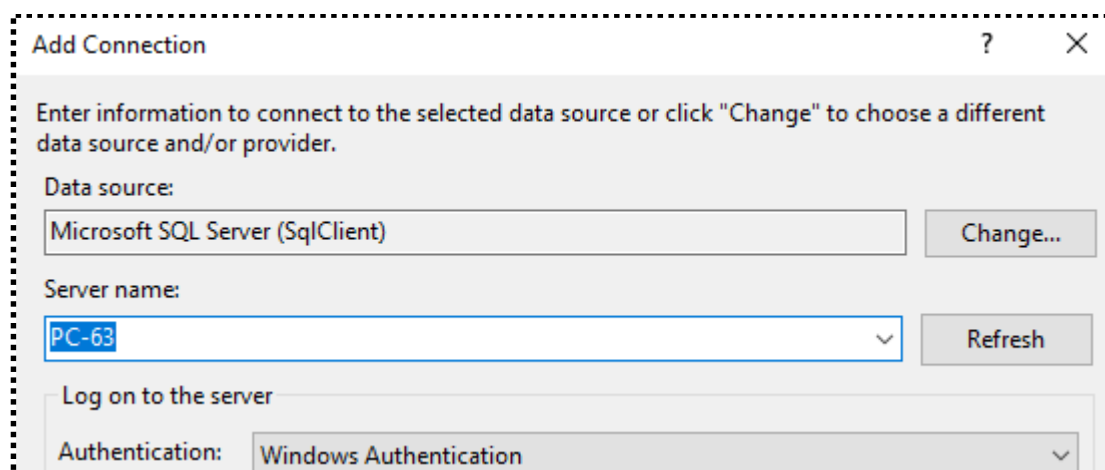 Add Connection
?
Enter information to connect to the selected data source or click "Change" to choose a different
data source and/or provider.
Data source:
Microsoft SQL Server (SqlClient)
Change...
Server name:
PC-63
Refresh
Log on to the server
Authentication:
Windows Authentication